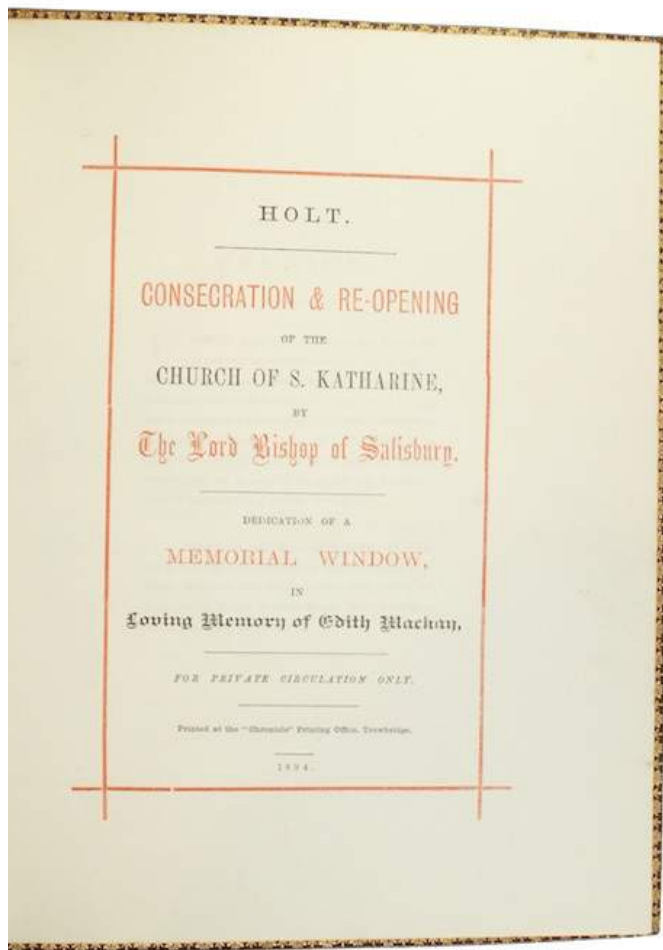 HOLT.
CONSECRATION & RE-OPENING
OF THE
CHURCH OF S. KATHARINE,
BY
The Lord Bishop of Salisbury.
DEDICATION OF A
MEMORIAL WINDOW,
IN
Loving Memory of Edith Mackay,
FOR PRIVATE CIRCULATION ONLY.
Printed at the "Chronicle" Printing Office, Trowbridge.
1894.